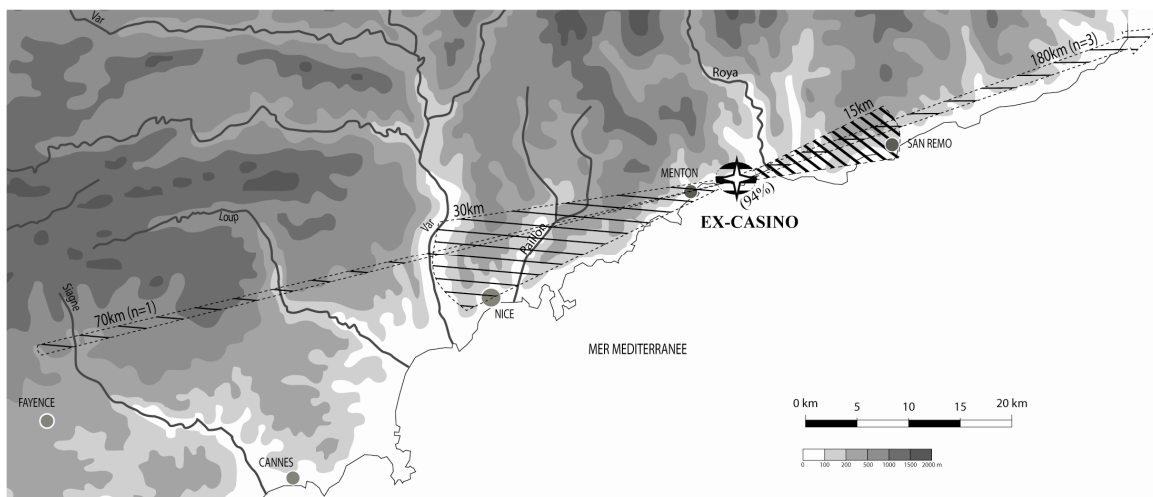 Var
180km (n=3)
Roya
15km
SAN REMO
MENTON
(94%)
EX-CASINO
30km
Var
Loup
Paillon
Siagne
70km (n=1)
NICE
MER MEDITERRANEE
FAYENCE
CANNES
0 km 5 10 15 20 km
0 100 200 500 1000 1500 2000 m